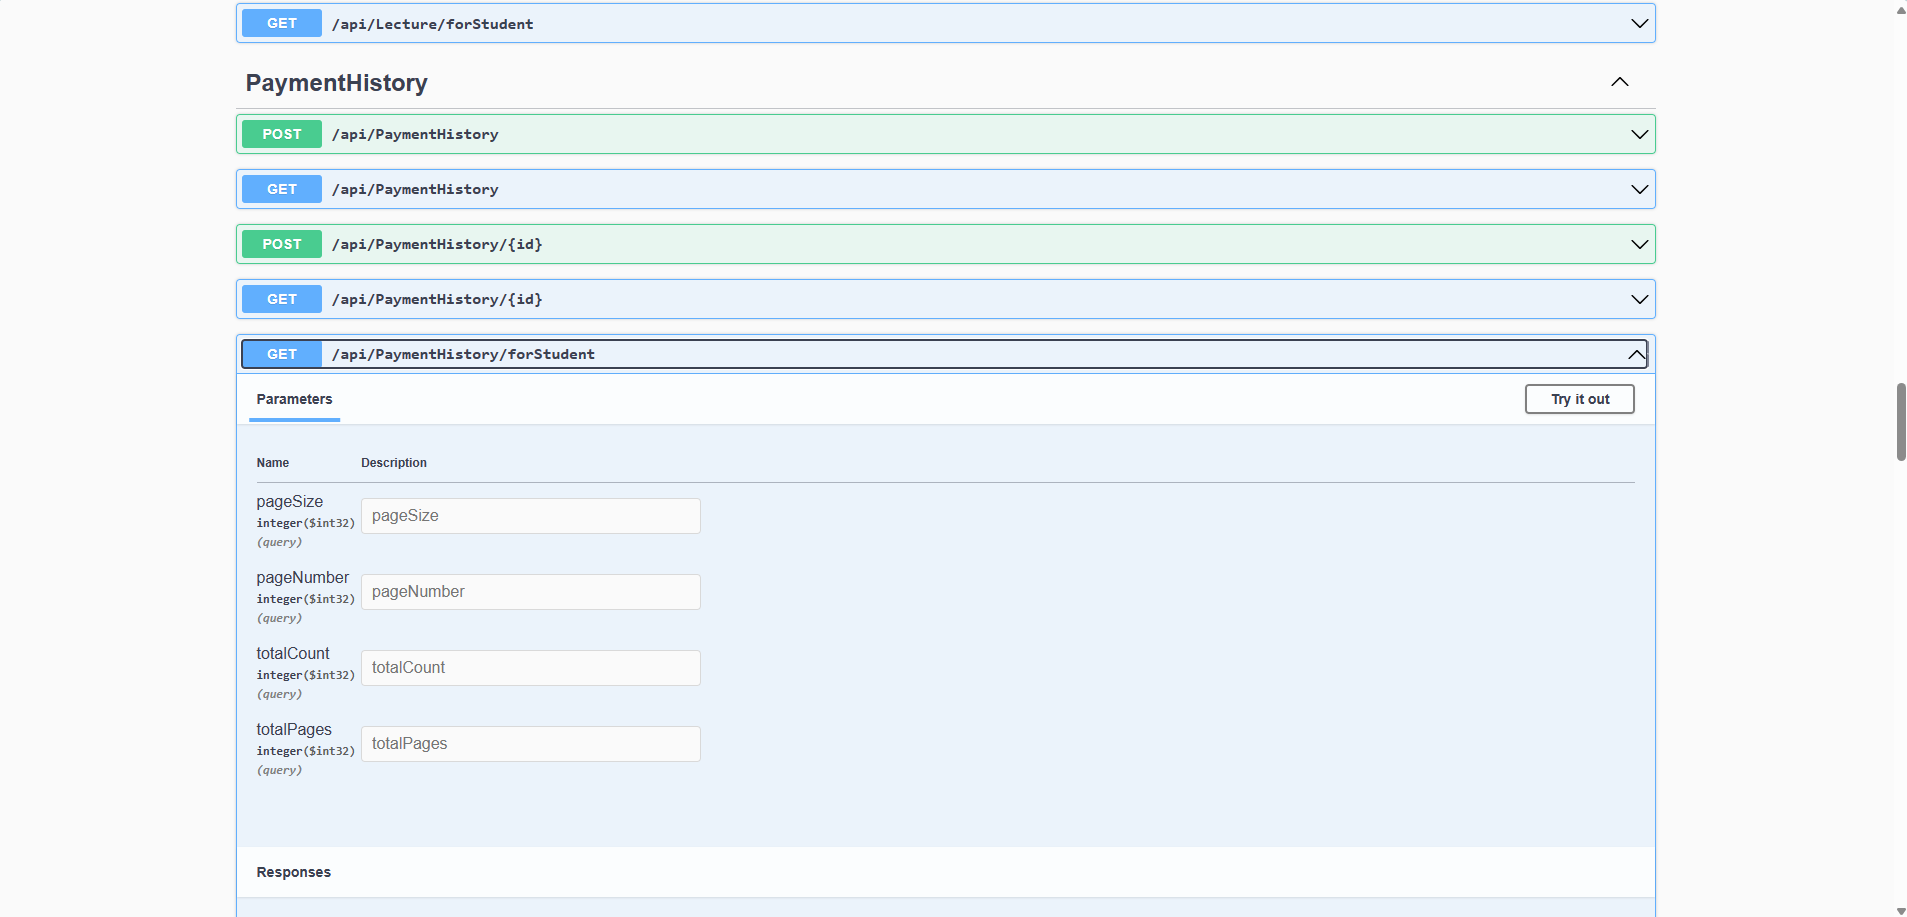 GET /api/Lecture/forStudent
PaymentHistory
POST /api/PaymentHistory
GET /api/PaymentHistory
POST /api/PaymentHistory/{id}
GET /api/PaymentHistory/{id}
GET /api/PaymentHistory/forStudent
Parameters Try it out
Name Description
pageSize
integer($int32)
(query)
pageSize
pageNumber
integer($int32)
(query)
pageNumber
totalCount
integer($int32)
(query)
totalCount
totalPages
integer($int32)
(query)
totalPages
Responses